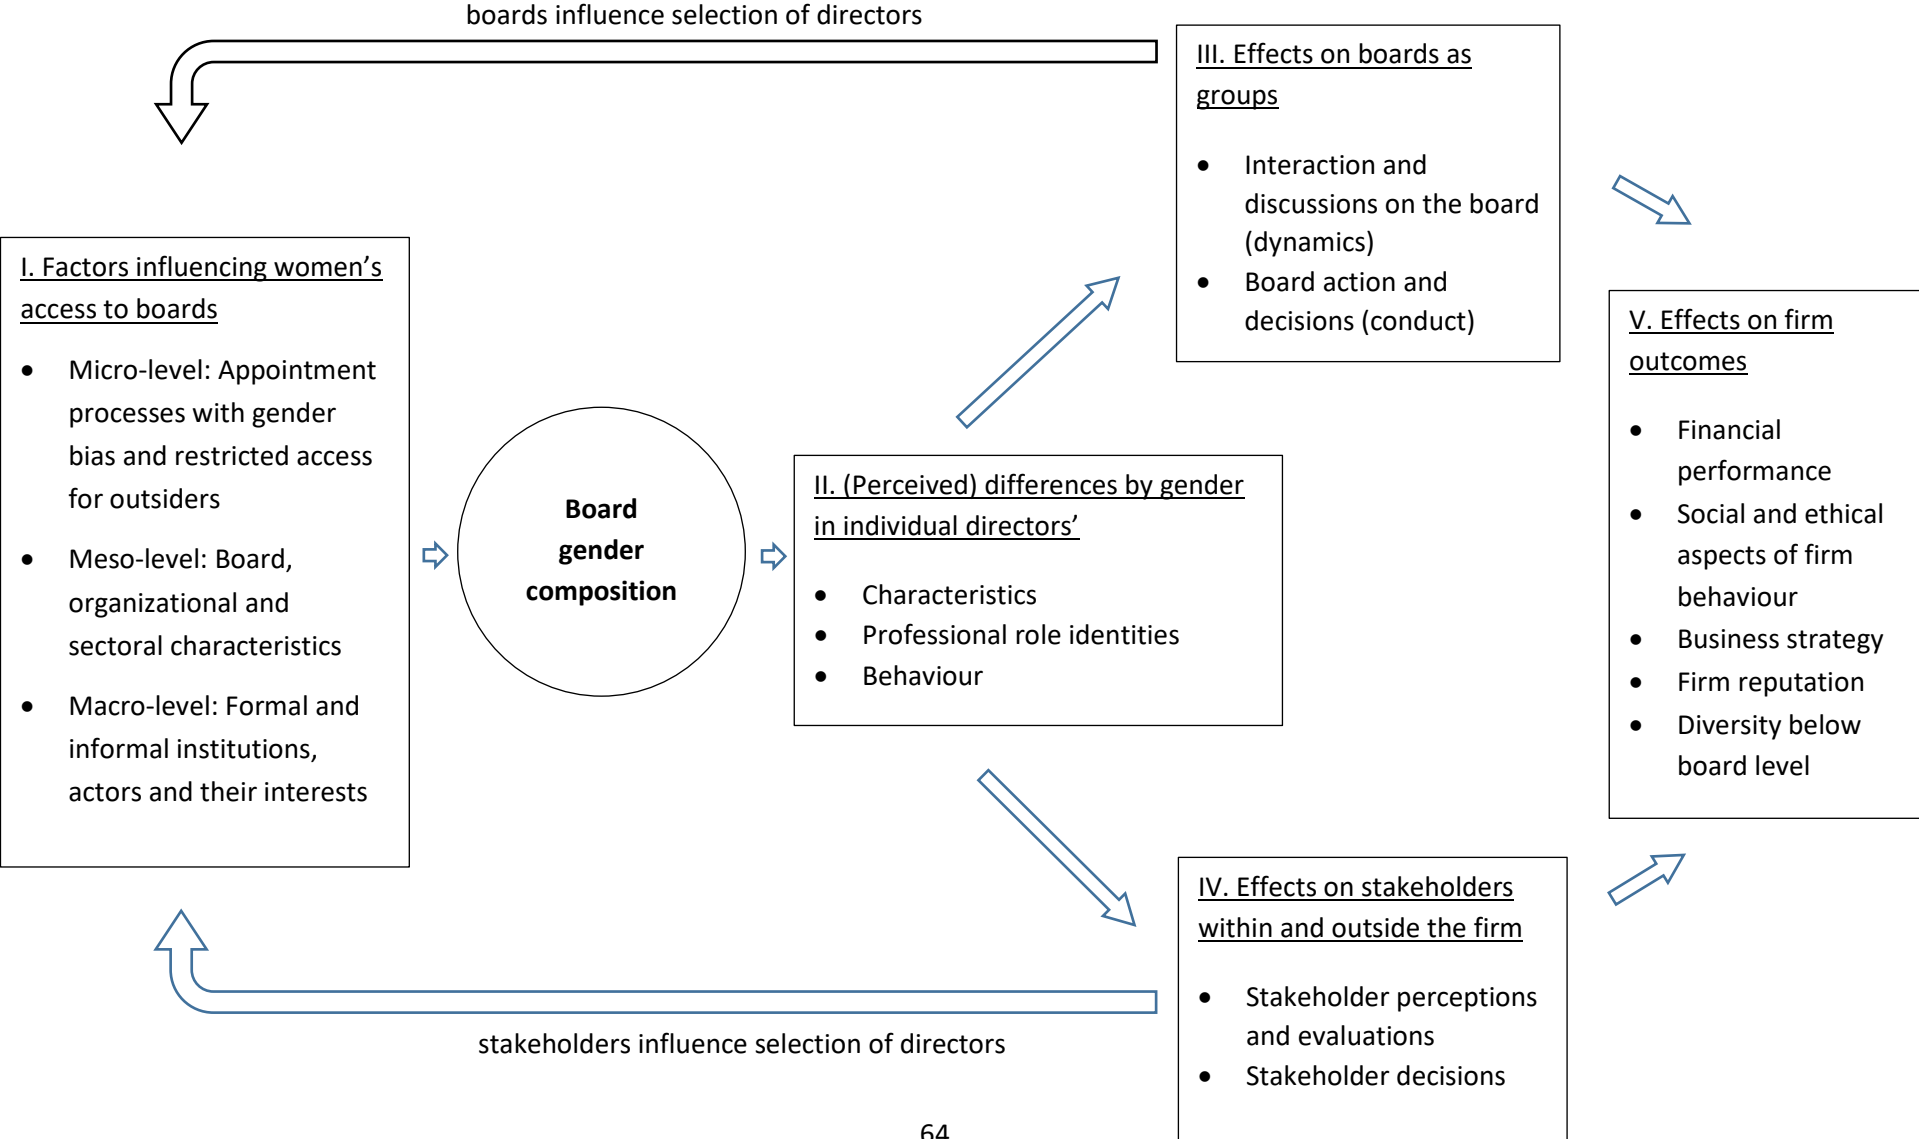 boards influence selection of directors
III. Effects on boards as
groups
• Interaction and
discussions on the board
(dynamics)
• Board action and
decisions (conduct)
I. Factors influencing women’s
access to boards
• Micro-level: Appointment
processes with gender
bias and restricted access
for outsiders
• Meso-level: Board,
organizational and
sectoral characteristics
• Macro-level: Formal and
informal institutions,
actors and their interests
Board
gender
composition
II. (Perceived) differences by gender
in individual directors’
• Characteristics
• Professional role identities
• Behaviour
V. Effects on firm
outcomes
• Financial
performance
• Social and ethical
aspects of firm
behaviour
• Business strategy
• Firm reputation
• Diversity below
board level
IV. Effects on stakeholders
within and outside the firm
• Stakeholder perceptions
and evaluations
• Stakeholder decisions
stakeholders influence selection of directors
64